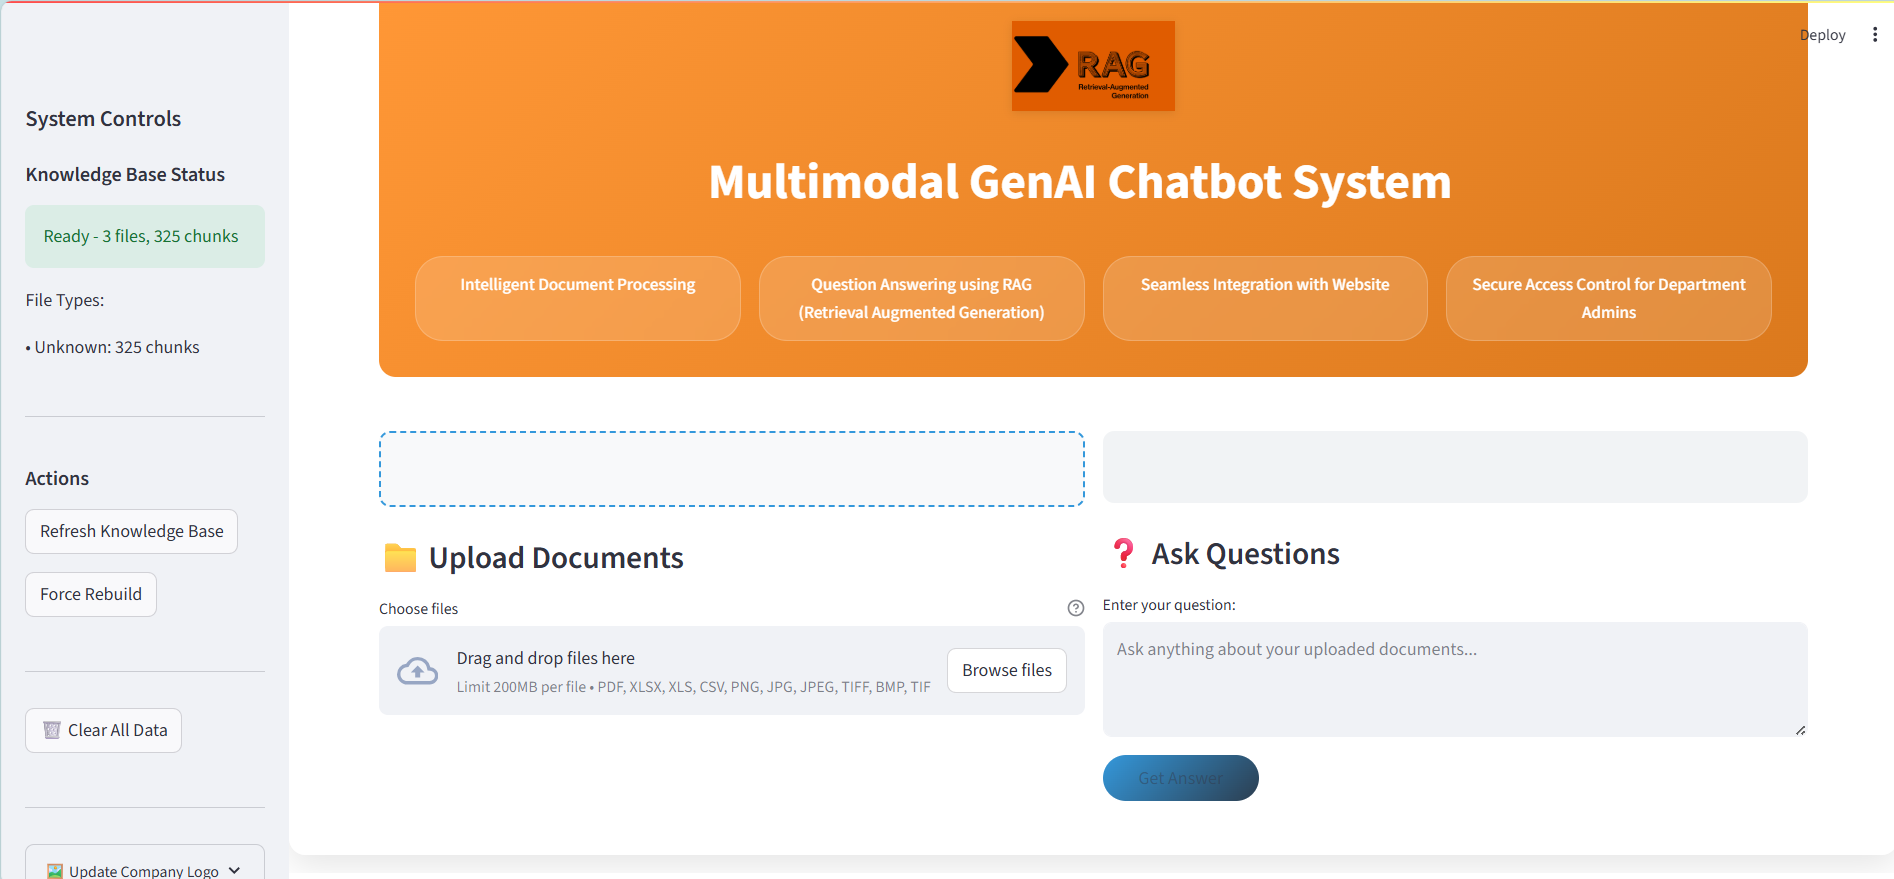 Deploy
System Controls
Knowledge Base Status
Ready - 3 files, 325 chunks
File Types:
• Unknown: 325 chunks
Actions
Refresh Knowledge Base
Force Rebuild
Clear All Data
Update Company Logo
RAG
Retrieval-Augmented
Generation
Multimodal GenAI Chatbot System
Intelligent Document Processing
Question Answering using RAG
(Retrieval Augmented Generation)
Seamless Integration with Website
Secure Access Control for Department
Admins
Upload Documents
Choose files
Drag and drop files here
Limit 200MB per file • PDF, XLSX, XLS, CSV, PNG, JPG, JPEG, TIFF, BMP, TIF
Browse files
Ask Questions
Enter your question:
Ask anything about your uploaded documents...
Get Answer